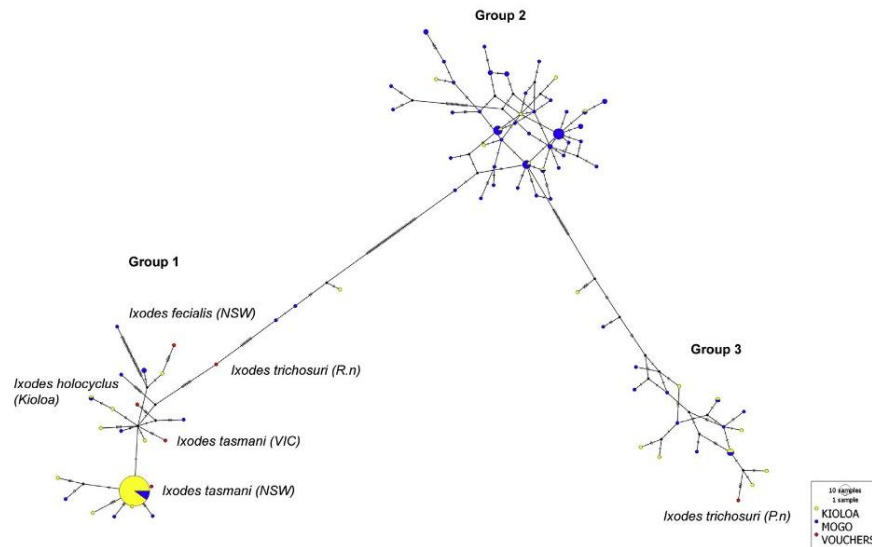 Group 2
Group 1
Ixodes fecialis (NSW)
Group 3
Ixodes trichosuri (R.n)
Ixodes holocyclus
(Kioloa)
Ixodes tasmani (VIC)
Ixodes tasmani (NSW)
Ixodes trichosuri (P.n)
10 samples
1 sample
KIOLOA
MOGO
VOUCHERS